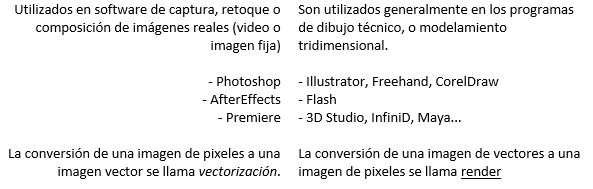 Utilizados en software de captura, retoque o
composición de imágenes reales (video o
imagen fija)
- Photoshop
- AfterEffects
- Premiere
La conversión de una imagen de pixeles a una
imagen vector se llama vectorización.
Son utilizados generalmente en los programas
de dibujo técnico, o modelamiento
tridimensional.
- Illustrator, Freehand, CorelDraw
- Flash
- 3D Studio, InfiniD, Maya...
La conversión de una imagen de vectores a una
imagen de pixeles se llama render